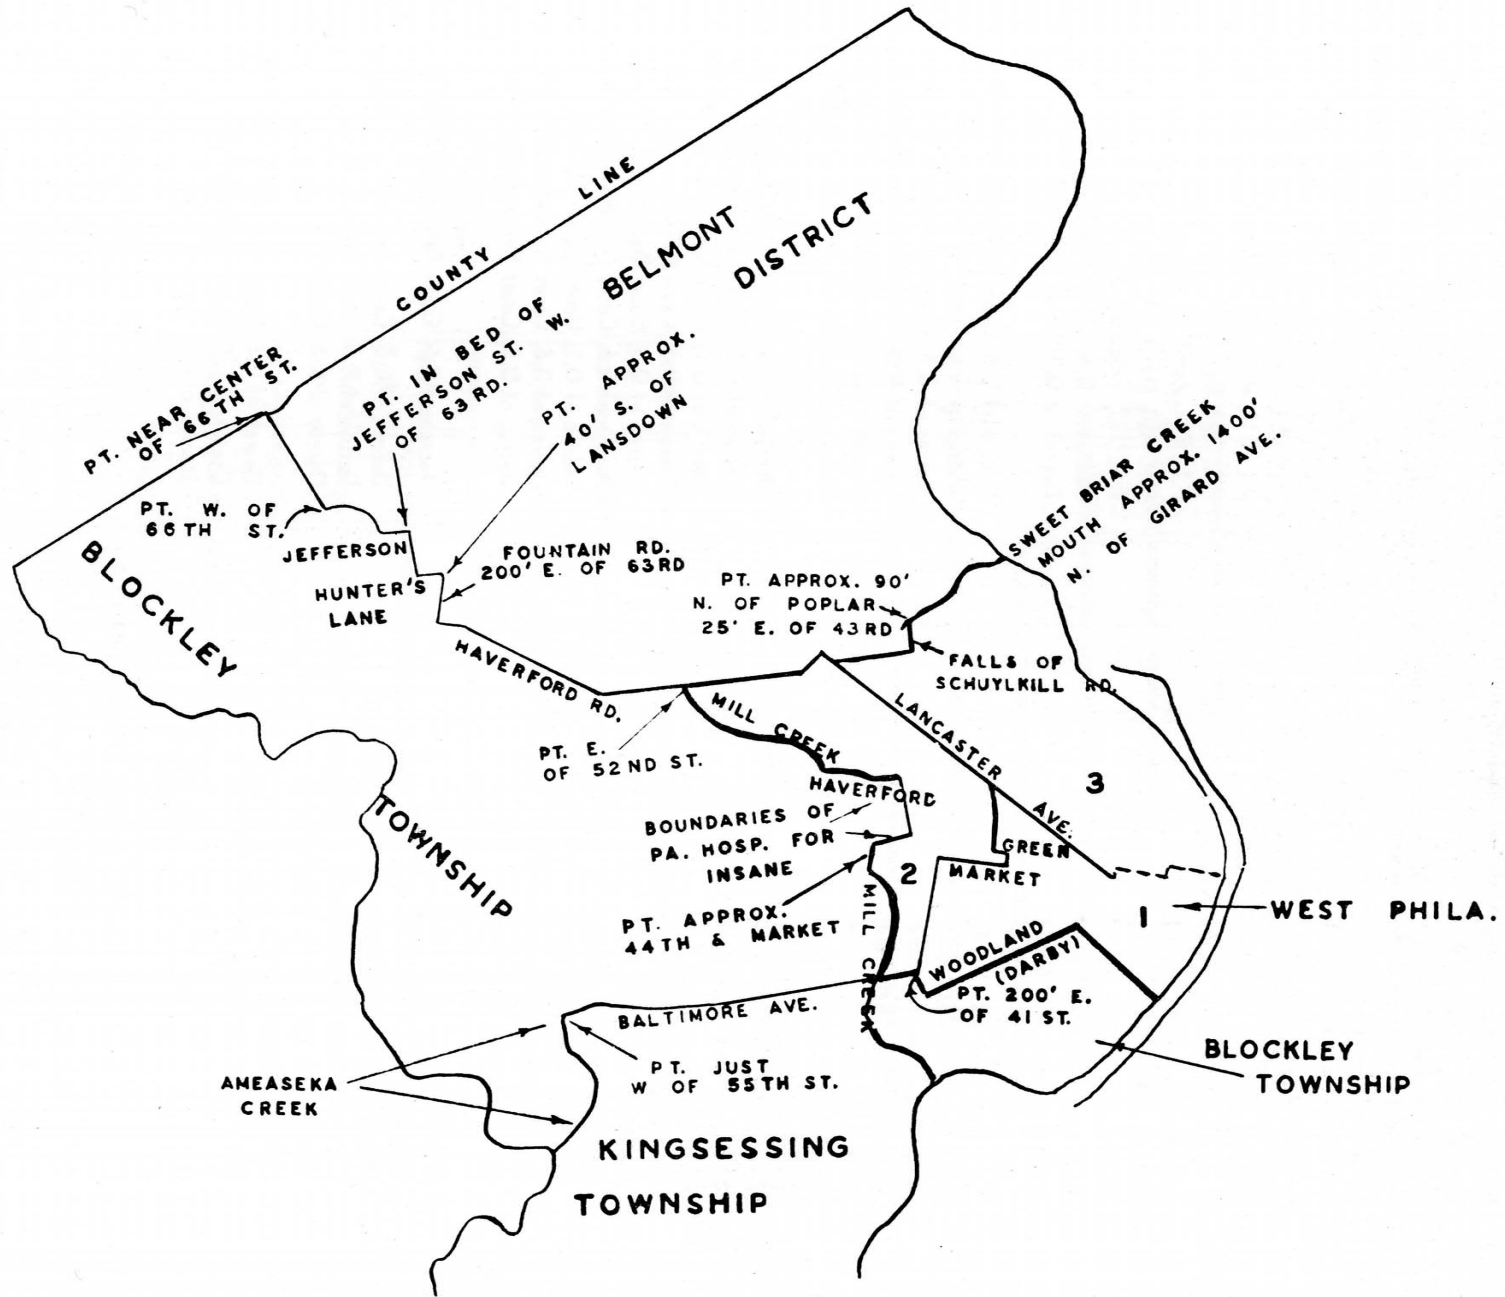 COUNTY LINE
BELMONT
DISTRICT
PT. NEAR CENTER
OF 66TH ST.
PT. IN BED OF
JEFFERSON ST. W.
OF 63RD.
PT. APPROX.
40' S. OF
LANSDOWN
SWEET BRIAR CREEK
MOUTH APPROX. 1400'
N. OF GIRARD AVE.
PT. W. OF
66TH ST.
JEFFERSON
HUNTER'S
LANE
FOUNTAIN RD.
200' E. OF 63RD
PT. APPROX. 90'
N. OF POPLAR
25' E. OF 43RD
FALLS OF
SCHUYLKILL RD.
BLOCKLEY
TOWNSHIP
HAVERFORD RD.
PT. E.
OF 52ND ST.
MILL CREEK
LANCASTER AVE.
3
HAVERFORD
BOUNDARIES OF
PA. HOSP. FOR
INSANE
GREEN
MARKET
2
PT. APPROX.
44TH & MARKET
MILL CREEK
1
WEST PHILA.
WOODLAND
(DARBY)
PT. 200' E.
OF 41 ST.
BALTIMORE AVE.
PT. JUST
W OF 55TH ST.
AMEASEKA
CREEK
BLOCKLEY
TOWNSHIP
KINGSESSING
TOWNSHIP